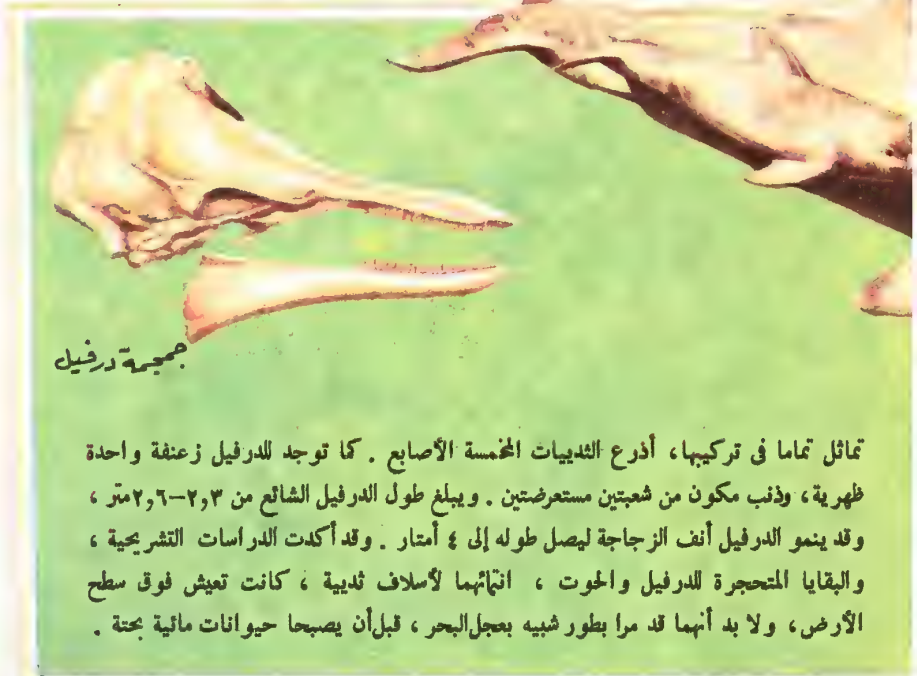 جمجمة درفيل
تماثل تماما فى تركيبها، أذرع الثدييات المخمسة الأصابع . كما توجد للدرفيل زعنفة واحدة
ظهرية، وذنب مكون من شعبتين مستعرضتين . ويبلغ طول الدرفيل الشائع من ٢,٣–٢,٦متر ،
وقد ينمو الدرفيل أنف الزجاجة ليصل طوله إلى ٤ أمتار . وقد أكدت الدراسات التشريحية ،
والبقايا المتحجرة للدرفيل والحوت ، انتمائهما لأسلاف ثديية ، كانت تعيش فوق سطح
الأرض، ولا بد أنهما قد مرا بطور شبيه بعجل البحر ، قبل أن يصبحا حيوانات مائية بحتة .